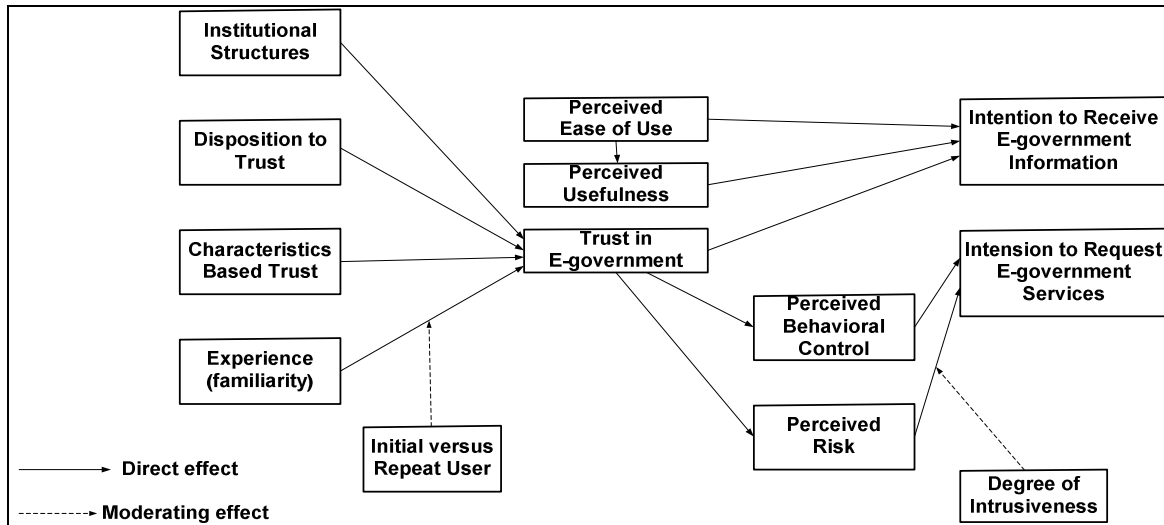 Institutional
Structures
Disposition to
Trust
Characteristics
Based Trust
Experience
(familiarity)
Initial versus
Repeat User
Perceived
Ease of Use
Perceived
Usefulness
Trust in
E-government
Perceived
Behavioral
Control
Perceived
Risk
Intention to Receive
E-government
Information
Intension to Request
E-government
Services
Degree of
Intrusiveness
Direct effect
Moderating effect